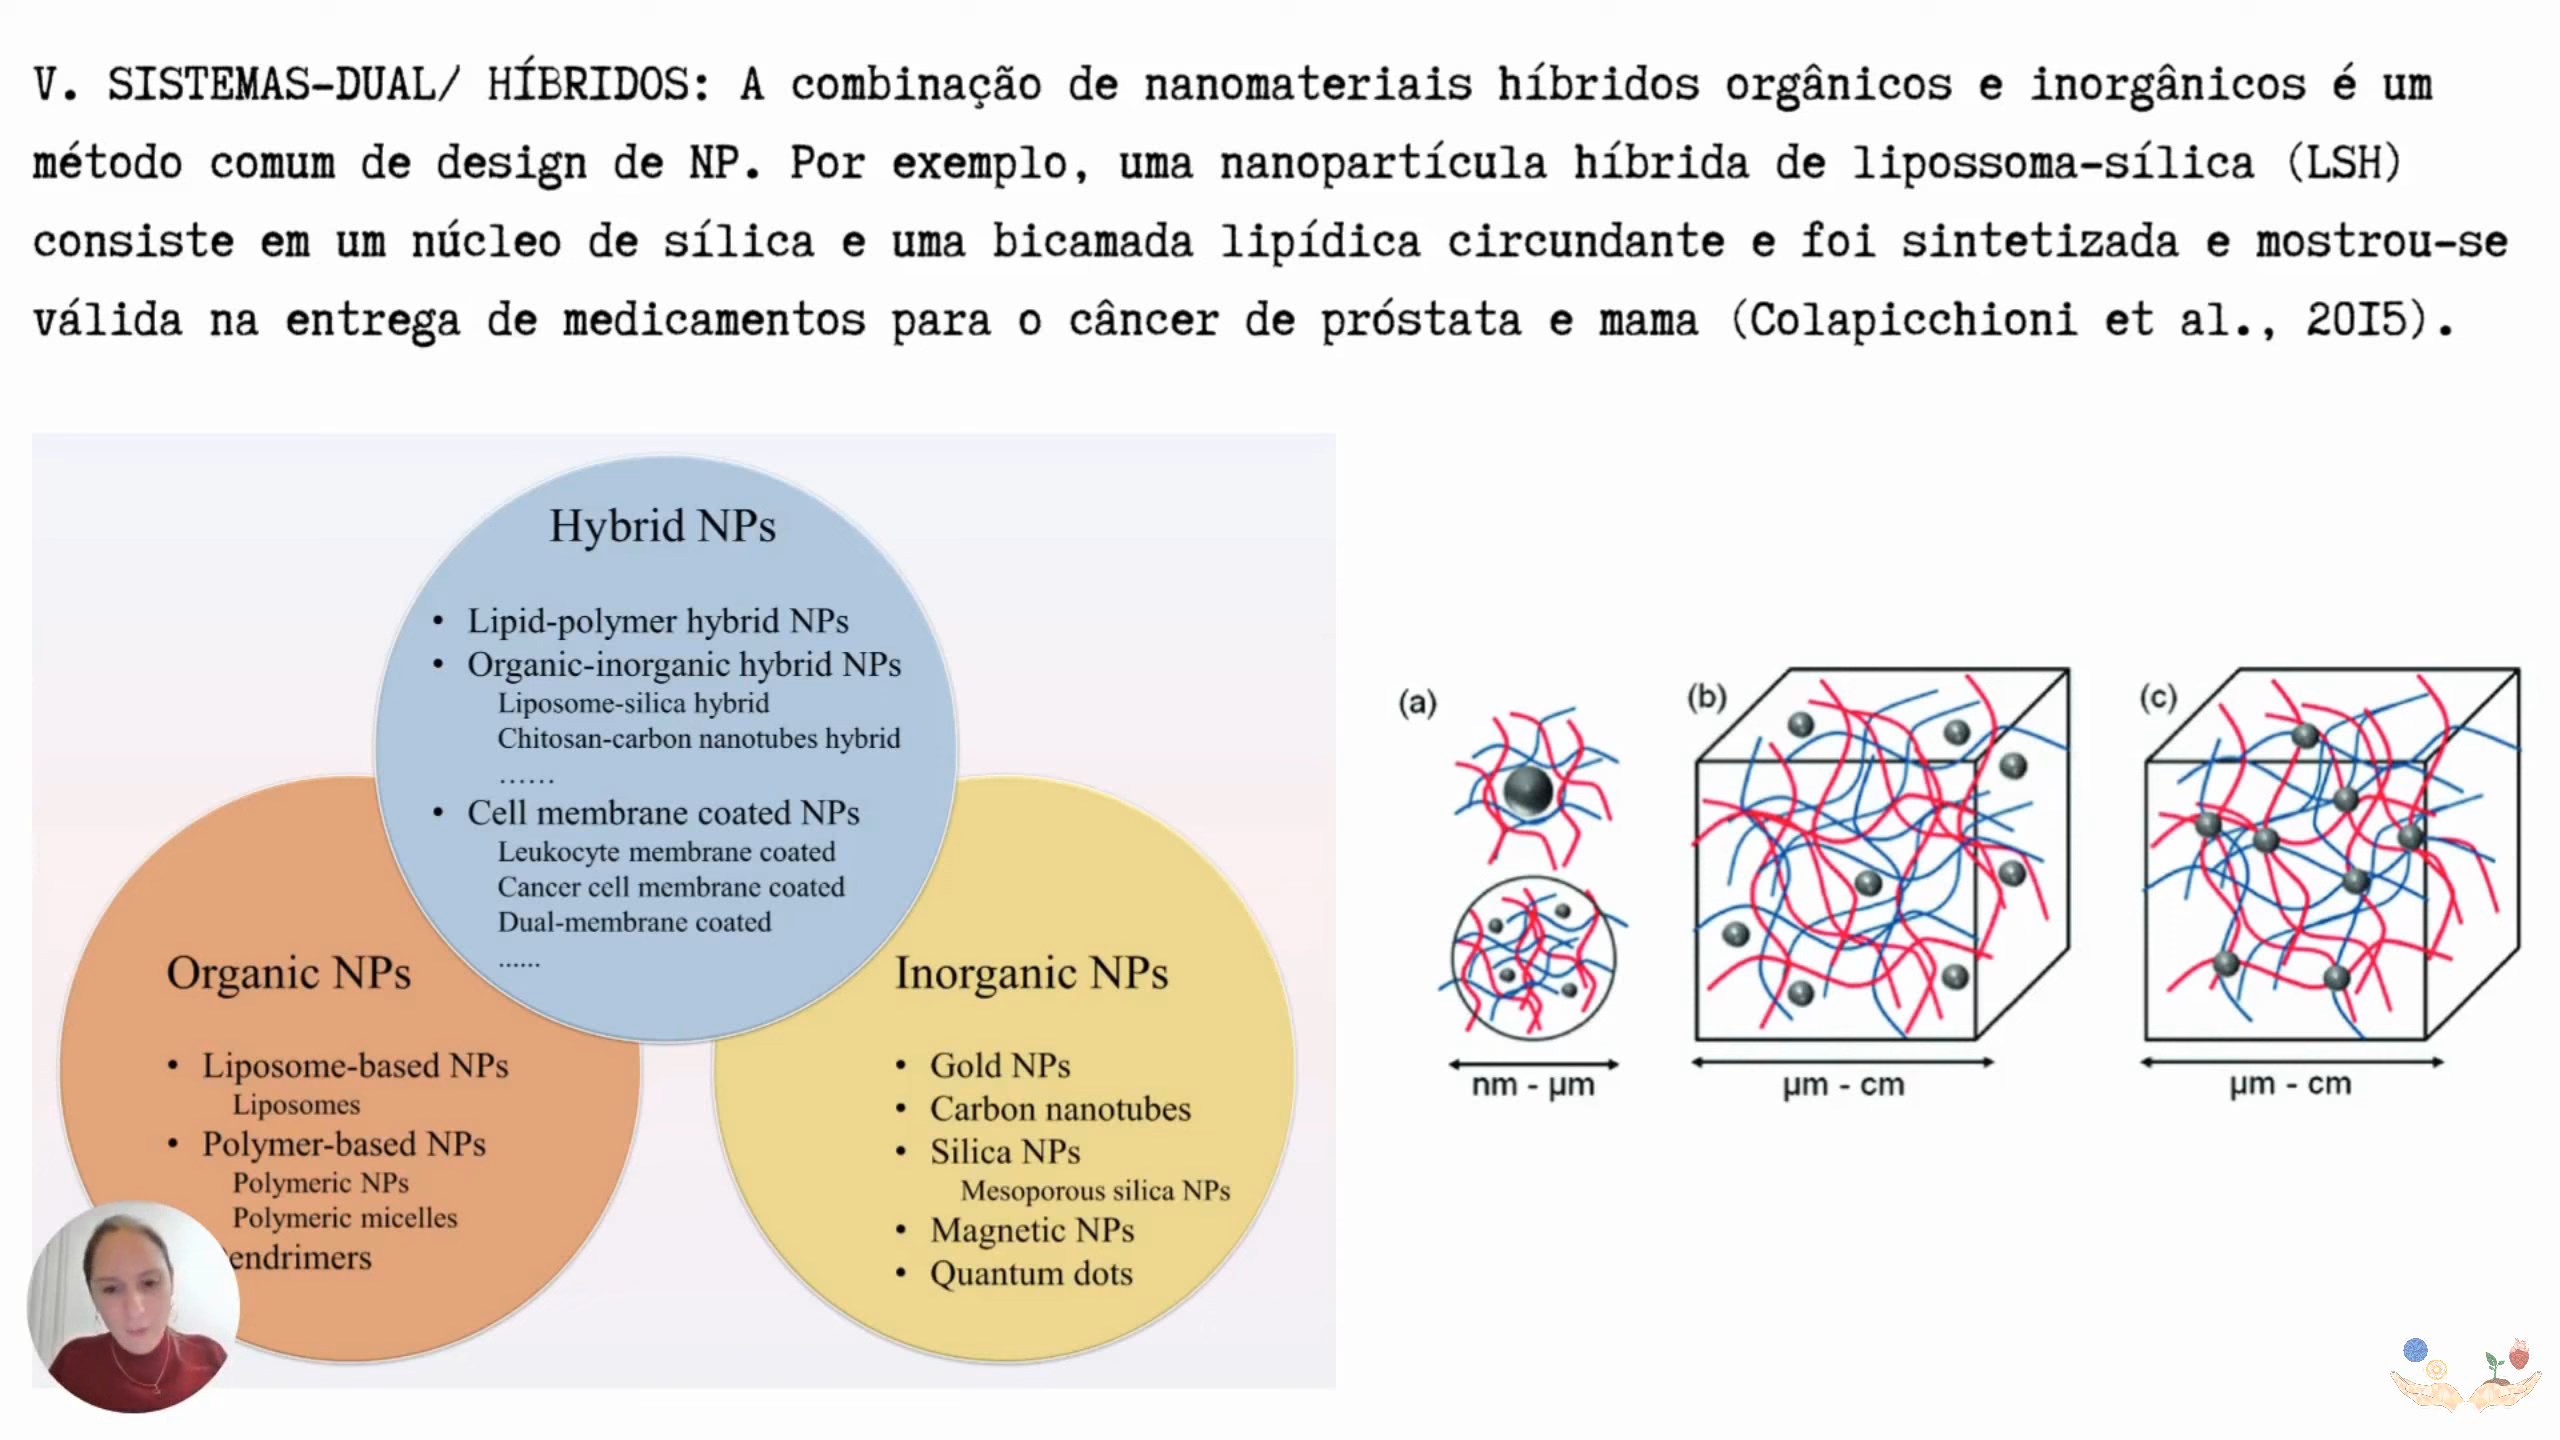 V. SISTEMAS-DUAL/ HÍBRIDOS: A combinação de nanomateriais híbridos orgânicos e inorgânicos é um
método comum de design de NP. Por exemplo, uma nanopartícula híbrida de lipossoma-sílica (LSH)
consiste em um núcleo de sílica e uma bicamada lipídica circundante e foi sintetizada e mostrou-se
válida na entrega de medicamentos para o câncer de próstata e mama (Colapicchioni et al., 20I5).
Hybrid NPs
• Lipid-polymer hybrid NPs
• Organic-inorganic hybrid NPs
Liposome-silica hybrid
Chitosan-carbon nanotubes hybrid
......
• Cell membrane coated NPs
Leukocyte membrane coated
Cancer cell membrane coated
Dual-membrane coated
......
Organic NPs
• Liposome-based NPs
Liposomes
• Polymer-based NPs
Polymeric NPs
Polymeric micelles
endrimers
Inorganic NPs
• Gold NPs
• Carbon nanotubes
• Silica NPs
Mesoporous silica NPs
• Magnetic NPs
• Quantum dots
(a)
nm - µm
(b)
µm - cm
(c)
µm - cm